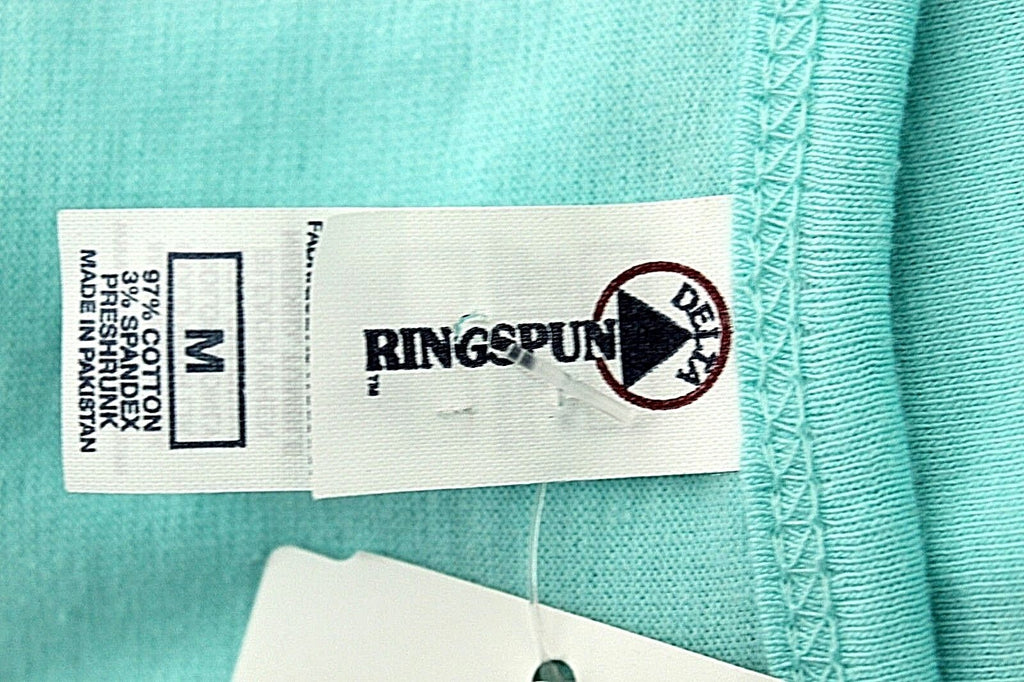 DELTA
RINGSPUN
TM
M
97% COTTON
3% SPANDEX
PRESHRUNK
MADE IN PAKISTAN